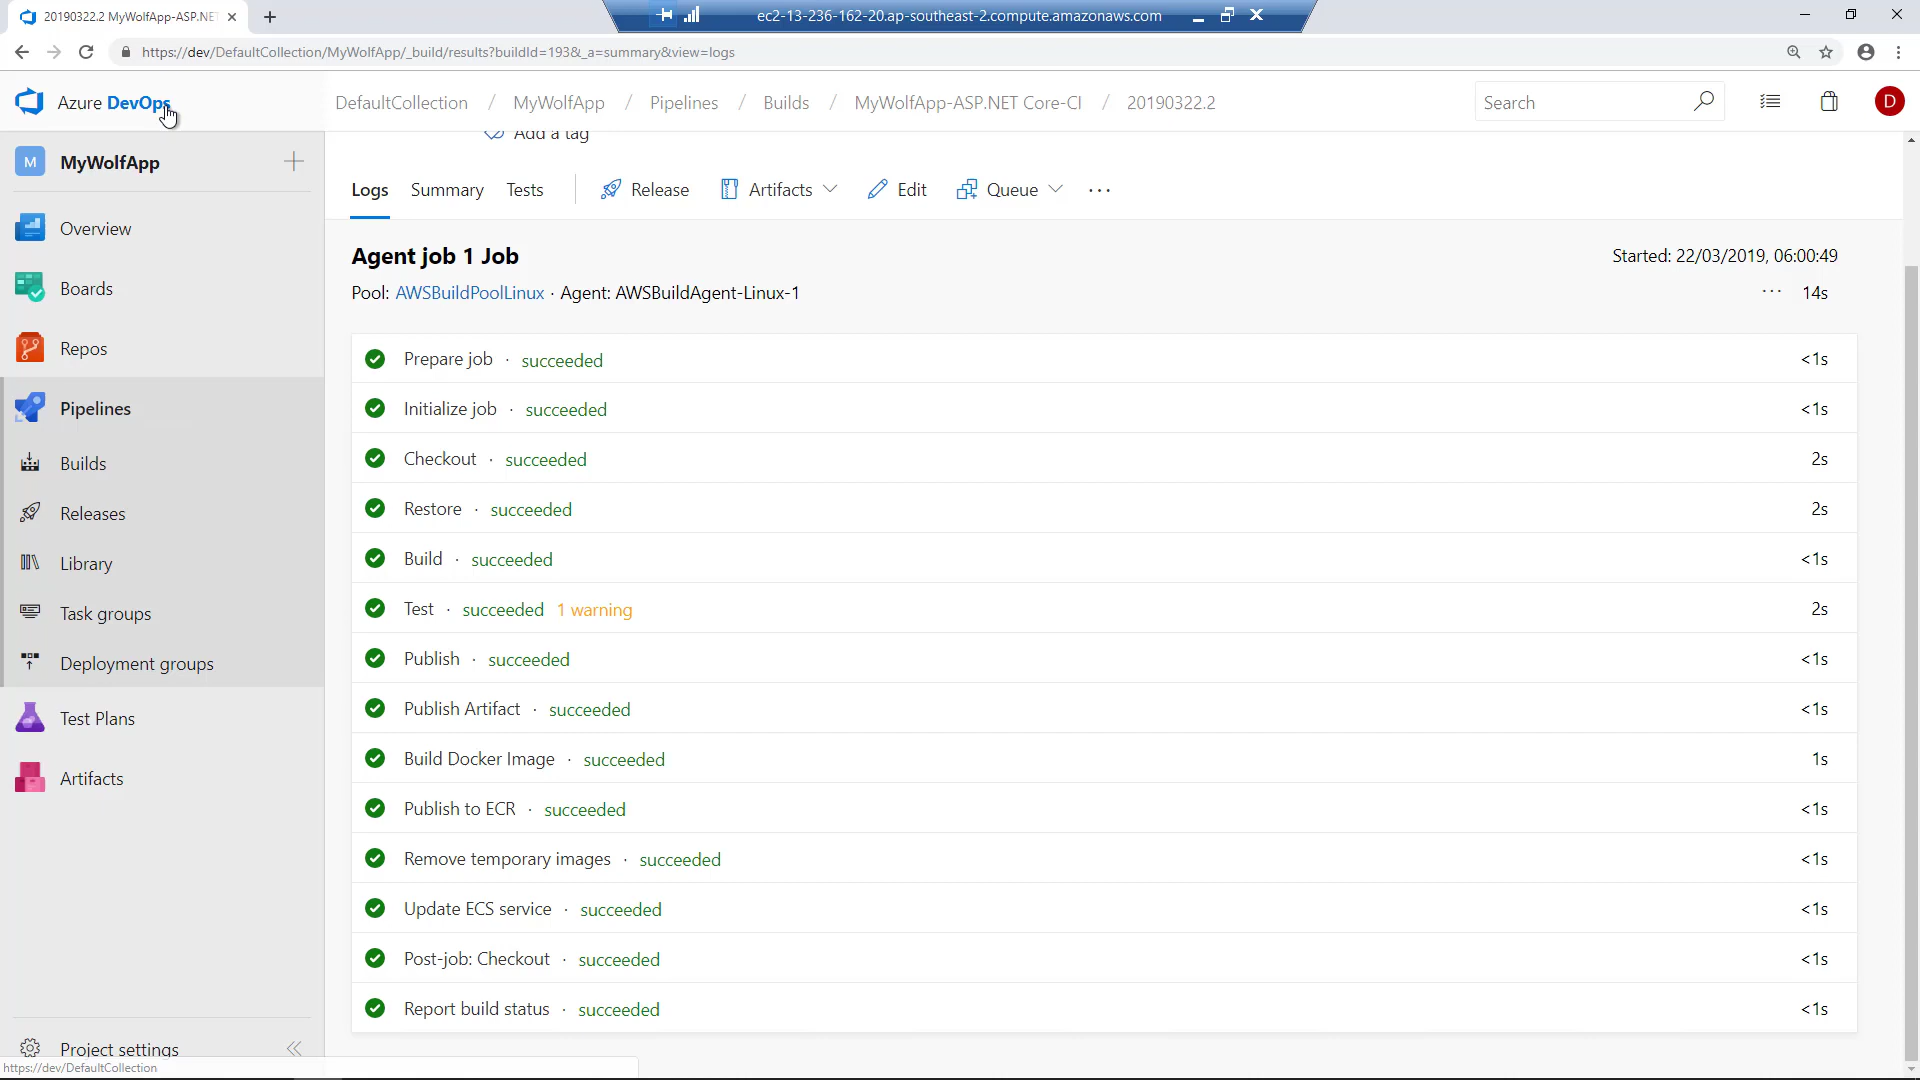 20190322.2 MyWolfApp-ASP.NET
ec2-13-236-162-20.ap-southeast-2.compute.amazonaws.com
https://dev/DefaultCollection/MyWolfApp/_build/results?buildId=193&_a=summary&view=logs
Azure DevOps
DefaultCollection / MyWolfApp / Pipelines / Builds / MyWolfApp-ASP.NET Core-CI / 20190322.2
Search
D
Add a tag
M MyWolfApp
Logs Summary Tests Release Artifacts Edit Queue ...
Overview
Boards
Repos
Pipelines
Builds
Releases
Library
Task groups
Deployment groups
Test Plans
Artifacts
Project settings
https://dev/DefaultCollection
Agent job 1 Job
Started: 22/03/2019, 06:00:49
Pool: AWSBuildPoolLinux · Agent: AWSBuildAgent-Linux-1
... 14s
Prepare job · succeeded <1s
Initialize job · succeeded <1s
Checkout · succeeded 2s
Restore · succeeded 2s
Build · succeeded <1s
Test · succeeded 1 warning 2s
Publish · succeeded <1s
Publish Artifact · succeeded <1s
Build Docker Image · succeeded 1s
Publish to ECR · succeeded <1s
Remove temporary images · succeeded <1s
Update ECS service · succeeded <1s
Post-job: Checkout · succeeded <1s
Report build status · succeeded <1s